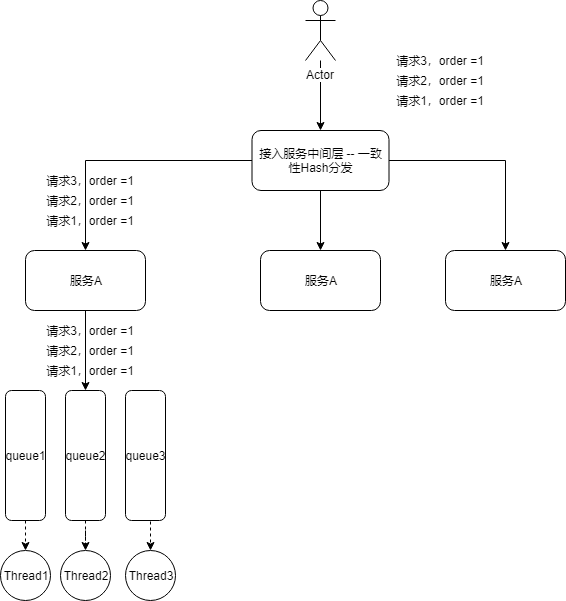 Actor
请求3，order =1
请求2，order =1
请求1，order =1
接入服务中间层 -- 一致
性Hash分发
请求3，order =1
请求2，order =1
请求1，order =1
服务A
服务A
服务A
请求3，order =1
请求2，order =1
请求1，order =1
queue1
queue2
queue3
Thread1
Thread2
Thread3